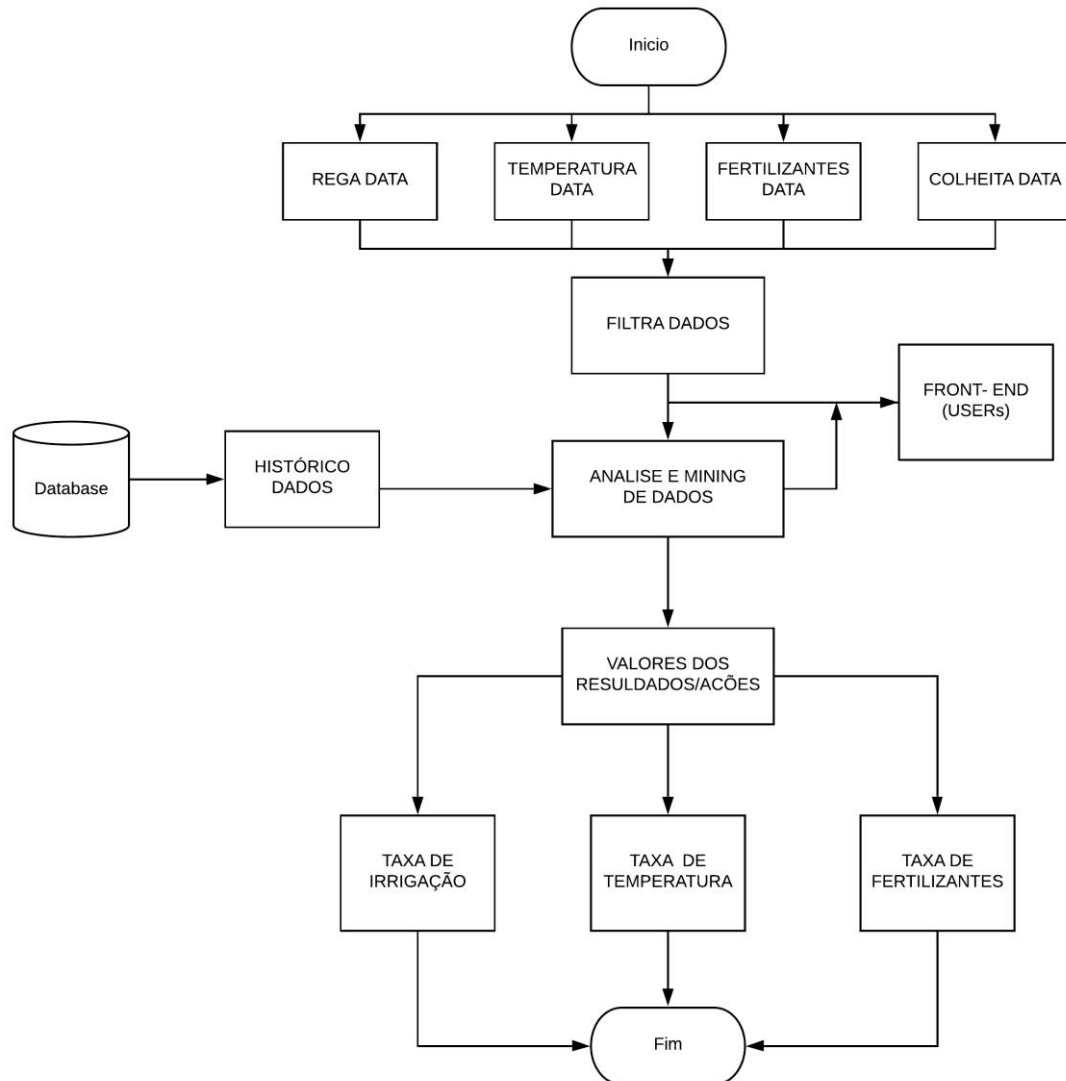 Inicio
REGA DATA
TEMPERATURA
DATA
FERTILIZANTES
DATA
COLHEITA DATA
FILTRA DADOS
FRONT- END
(USERs)
Database
HISTÓRICO
DADOS
ANALISE E MINING
DE DADOS
VALORES DOS
RESULDADOS/ACÕES
TAXA DE
IRRIGAÇÃO
TAXA DE
TEMPERATURA
TAXA DE
FERTILIZANTES
Fim